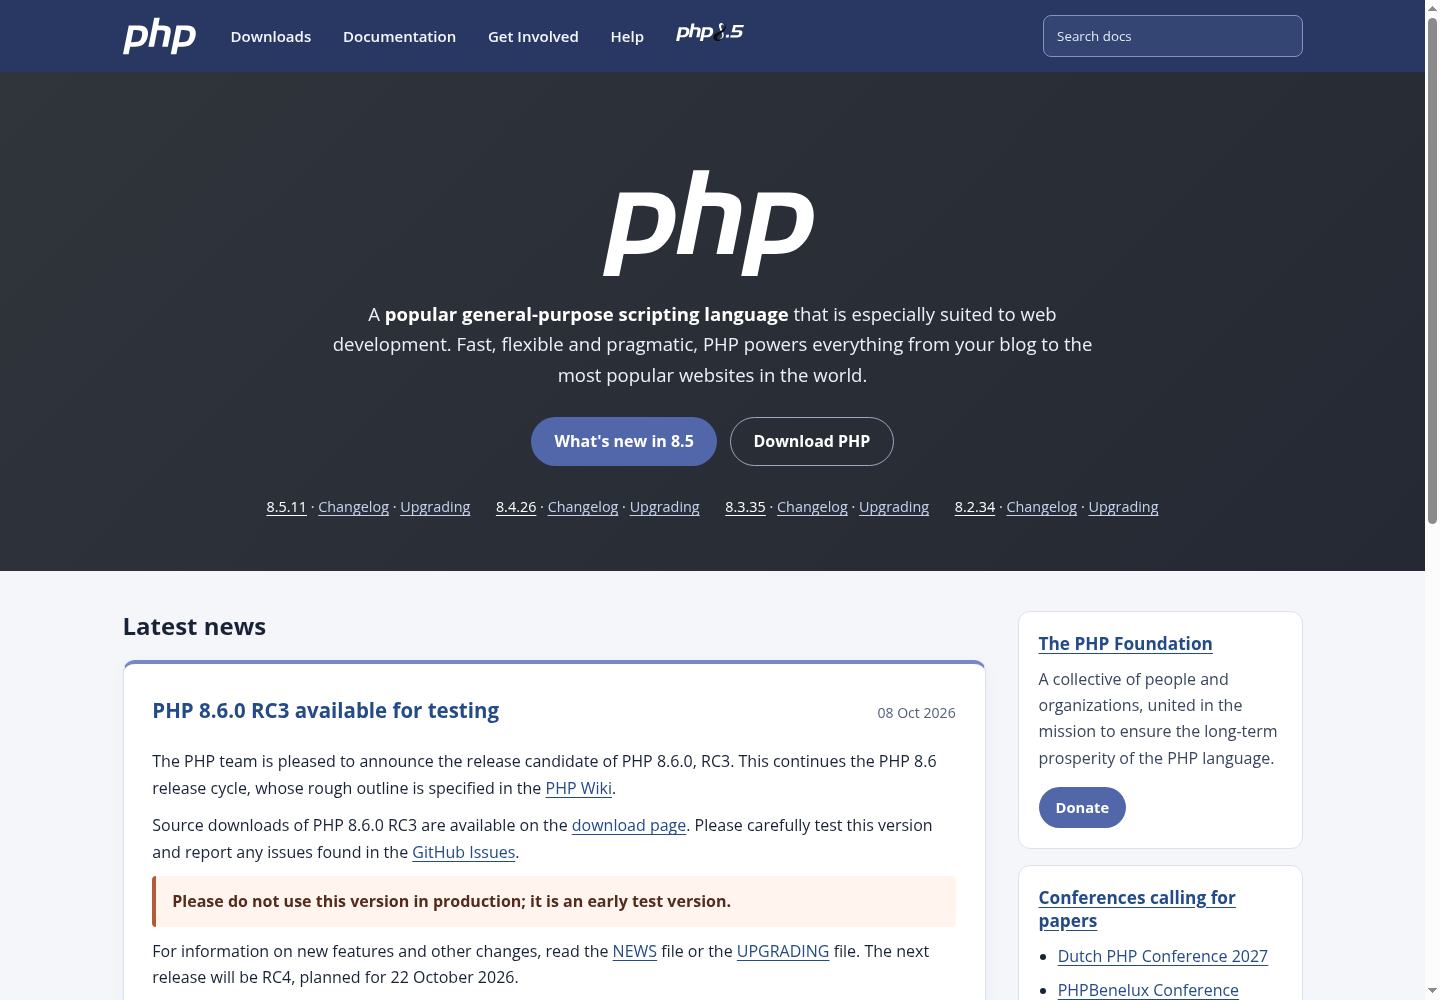 php
Downloads
Documentation
Get Involved
Help
php8.5
Search docs
php
A popular general-purpose scripting language that is especially suited to web
development. Fast, flexible and pragmatic, PHP powers everything from your blog to the
most popular websites in the world.
What's new in 8.5
Download PHP
8.5.11 · Changelog · Upgrading
8.4.26 · Changelog · Upgrading
8.3.35 · Changelog · Upgrading
8.2.34 · Changelog · Upgrading
Latest news
PHP 8.6.0 RC3 available for testing
08 Oct 2026
The PHP team is pleased to announce the release candidate of PHP 8.6.0, RC3. This continues the PHP 8.6
release cycle, whose rough outline is specified in the PHP Wiki.
Source downloads of PHP 8.6.0 RC3 are available on the download page. Please carefully test this version
and report any issues found in the GitHub Issues.
Please do not use this version in production; it is an early test version.
For information on new features and other changes, read the NEWS file or the UPGRADING file. The next
release will be RC4, planned for 22 October 2026.
The PHP Foundation
A collective of people and
organizations, united in the
mission to ensure the long-term
prosperity of the PHP language.
Donate
Conferences calling for
papers
Dutch PHP Conference 2027
PHPBenelux Conference